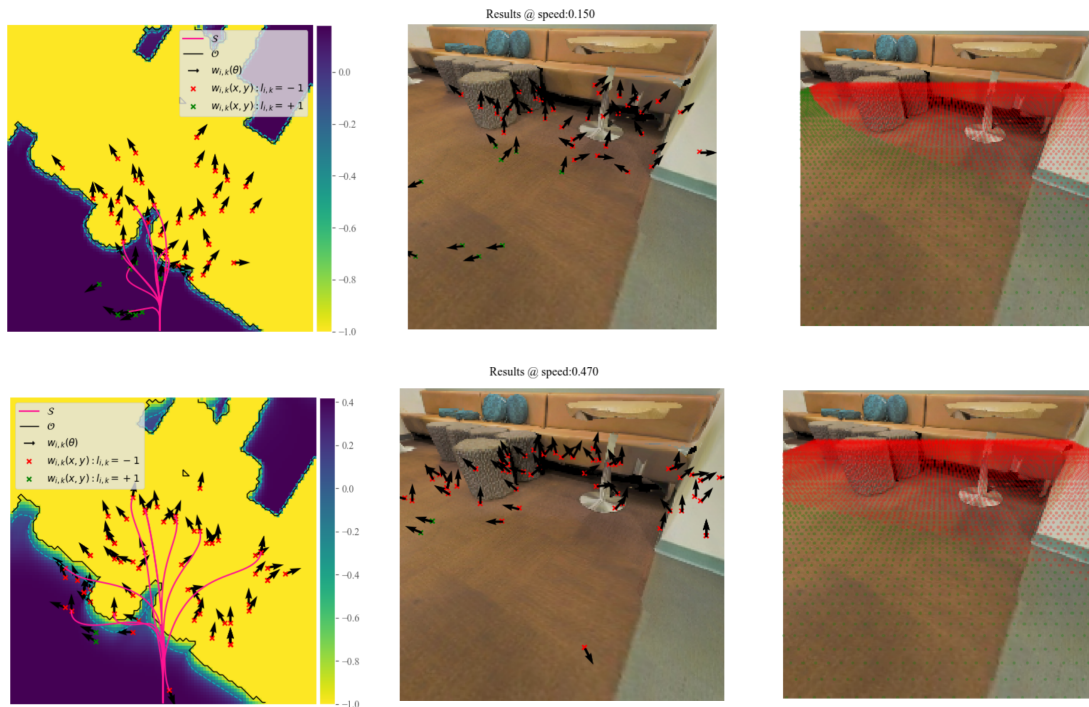 Results @ speed:0.150
S
O
w_{i,k}(θ)
w_{i,k}(x, y) : l_{i,k} = − 1
w_{i,k}(x, y) : l_{i,k} = + 1
0.0
−0.2
−0.4
−0.6
−0.8
−1.0
Results @ speed:0.470
S
O
w_{i,k}(θ)
w_{i,k}(x, y) : l_{i,k} = − 1
w_{i,k}(x, y) : l_{i,k} = + 1
0.4
0.2
0.0
−0.2
−0.4
−0.6
−0.8
−1.0